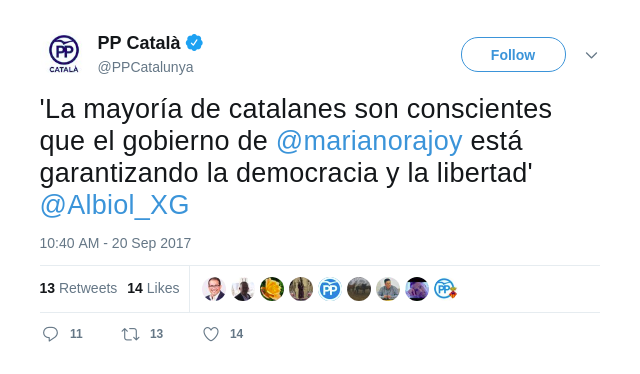 PP
CATALÀ
PP Català
@PPCatalunya
Follow
'La mayoría de catalanes son conscientes
que el gobierno de @marianorajoy está
garantizando la democracia y la libertad'
@Albiol_XG
10:40 AM - 20 Sep 2017
13 Retweets 14 Likes
PP
PP
11 13 14